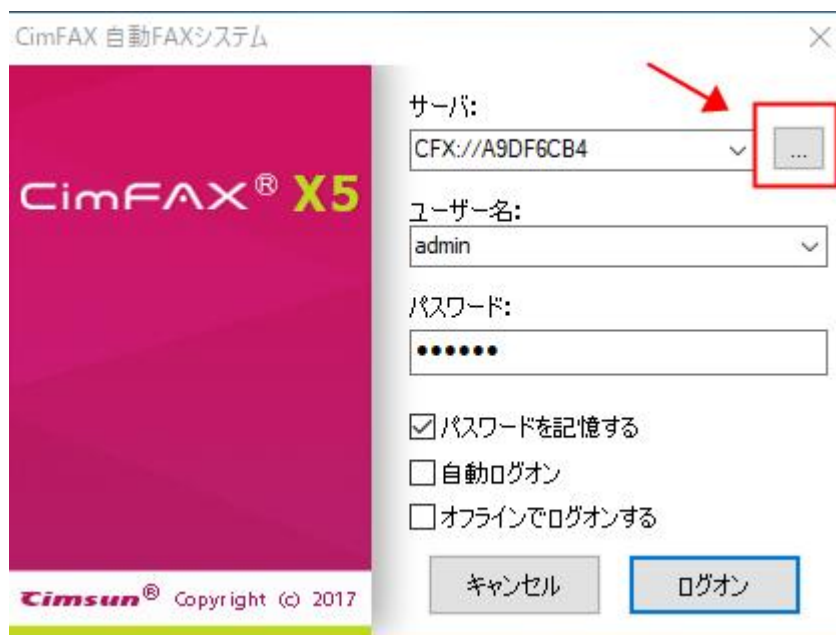 CimFAX 自動FAXシステム
CimFAX® X5
サーバ:
CFX://A9DF6CB4
...
ユーザー名:
admin
パスワード:
●●●●●●
パスワードを記憶する
自動ログオン
オフラインでログオンする
キャンセル
ログオン
Cimsun® Copyright (c) 2017